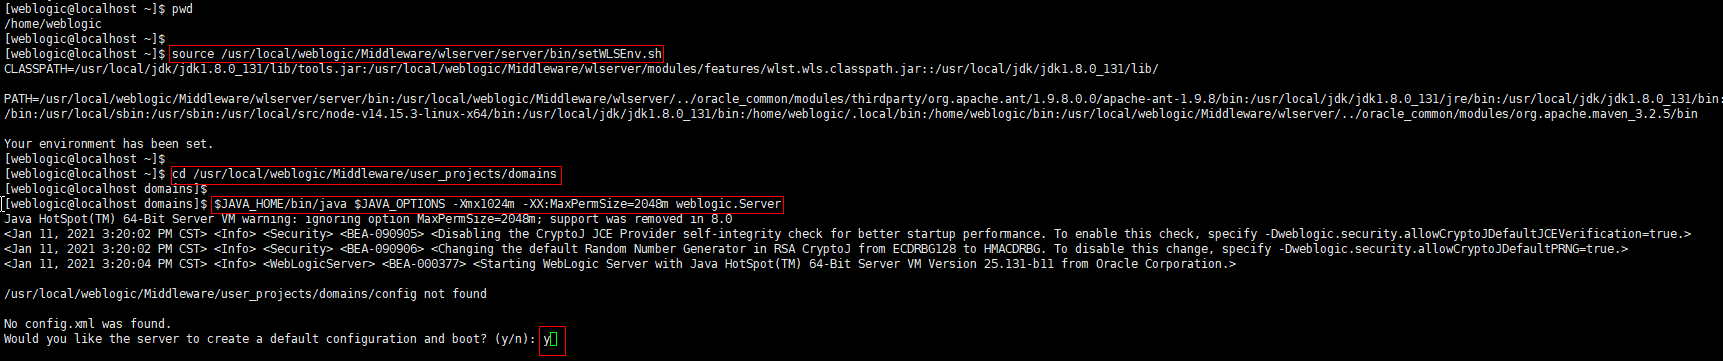 [weblogic@localhost ~]$ pwd
/home/weblogic
[weblogic@localhost ~]$
[weblogic@localhost ~]$ source /usr/local/weblogic/Middleware/wlserver/server/bin/setWLSEnv.sh
CLASSPATH=/usr/local/jdk/jdk1.8.0_131/lib/tools.jar:/usr/local/weblogic/Middleware/wlserver/modules/features/wlst.wls.classpath.jar::/usr/local/jdk/jdk1.8.0_131/lib/
PATH=/usr/local/weblogic/Middleware/wlserver/server/bin:/usr/local/weblogic/Middleware/wlserver/../oracle_common/modules/thirdparty/org.apache.ant/1.9.8.0.0/apache-ant-1.9.8/bin:/usr/local/jdk/jdk1.8.0_131/jre/bin:/usr/local/jdk/jdk1.8.0_131/bin:
/bin:/usr/local/sbin:/usr/sbin:/usr/local/src/node-v14.15.3-linux-x64/bin:/usr/local/jdk/jdk1.8.0_131/bin:/home/weblogic/.local/bin:/home/weblogic/bin:/usr/local/weblogic/Middleware/wlserver/../oracle_common/modules/org.apache.maven_3.2.5/bin
Your environment has been set.
[weblogic@localhost ~]$
[weblogic@localhost ~]$ cd /usr/local/weblogic/Middleware/user_projects/domains
[weblogic@localhost domains]$
[weblogic@localhost domains]$ $JAVA_HOME/bin/java $JAVA_OPTIONS -Xmx1024m -XX:MaxPermSize=2048m weblogic.Server
Java HotSpot(TM) 64-Bit Server VM warning: ignoring option MaxPermSize=2048m; support was removed in 8.0
<Jan 11, 2021 3:20:02 PM CST> <Info> <Security> <BEA-090905> <Disabling the CryptoJ JCE Provider self-integrity check for better startup performance. To enable this check, specify -Dweblogic.security.allowCryptoJDefaultJCEVerification=true.>
<Jan 11, 2021 3:20:02 PM CST> <Info> <Security> <BEA-090906> <Changing the default Random Number Generator in RSA CryptoJ from ECDRBG128 to HMACDRBG. To disable this change, specify -Dweblogic.security.allowCryptoJDefaultPRNG=true.>
<Jan 11, 2021 3:20:04 PM CST> <Info> <WebLogicServer> <BEA-000377> <Starting WebLogic Server with Java HotSpot(TM) 64-Bit Server VM Version 25.131-b11 from Oracle Corporation.>
/usr/local/weblogic/Middleware/user_projects/domains/config not found
No config.xml was found.
Would you like the server to create a default configuration and boot? (y/n): y